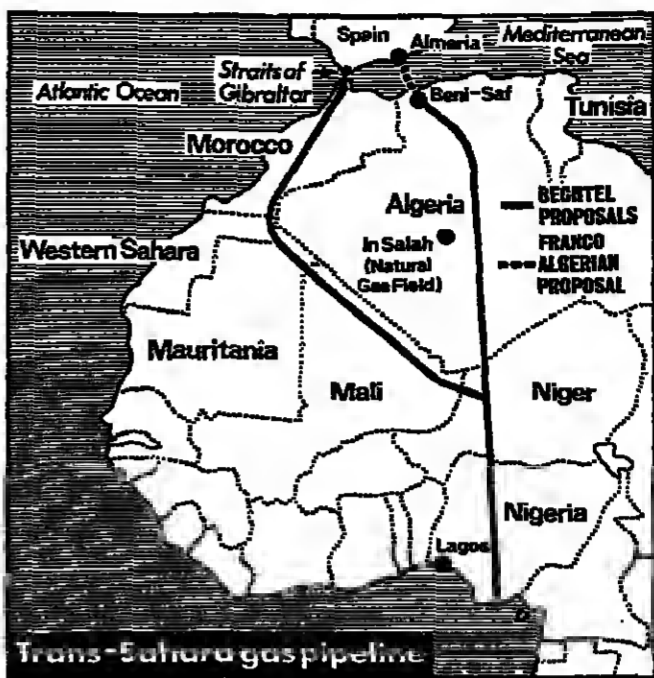 Spain
Almeria
Mediterranean
Sea
Straits of
Gibraltar
Atlantic Ocean
Beni-Saf
Tunisia
Morocco
Algeria
BECHTEL
PROPOSALS
In Salah
(Natural
Gas Field)
FRANCO
ALGERIAN
PROPOSAL
Western Sahara
Mauritania
Mali
Niger
Nigeria
Lagos
Trans-Sahara gas pipeline